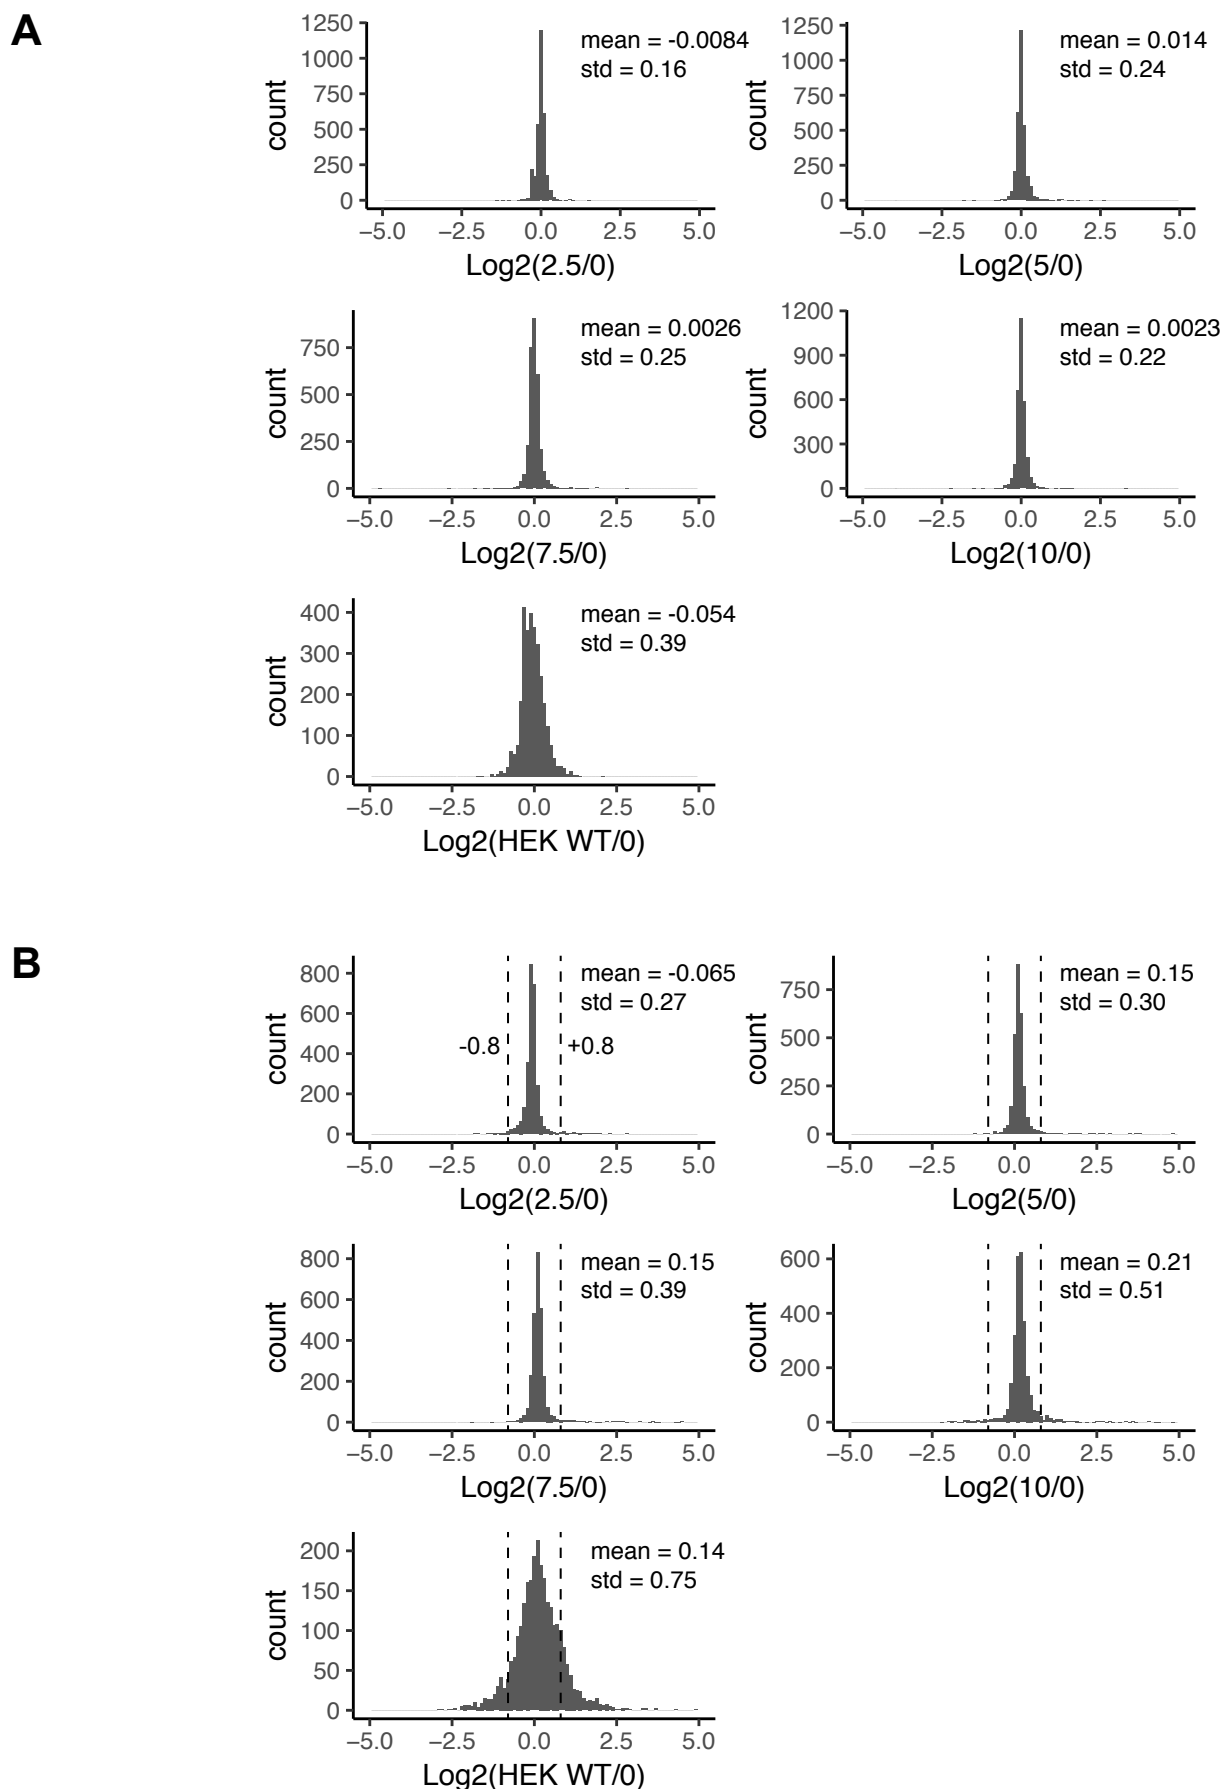 A
1250
1000
750
500
250
0
count
mean = -0.0084
std = 0.16
−5.0 −2.5 0.0 2.5 5.0
Log2(2.5/0)
1250
1000
750
500
250
0
count
mean = 0.014
std = 0.24
−5.0 −2.5 0.0 2.5 5.0
Log2(5/0)
750
500
250
0
count
mean = 0.0026
std = 0.25
−5.0 −2.5 0.0 2.5 5.0
Log2(7.5/0)
1200
900
600
300
0
count
mean = 0.0023
std = 0.22
−5.0 −2.5 0.0 2.5 5.0
Log2(10/0)
400
300
200
100
0
count
mean = -0.054
std = 0.39
−5.0 −2.5 0.0 2.5 5.0
Log2(HEK WT/0)
B
800
600
400
200
0
count
mean = -0.065
std = 0.27
-0.8 +0.8
−5.0 −2.5 0.0 2.5 5.0
Log2(2.5/0)
750
500
250
0
count
mean = 0.15
std = 0.30
−5.0 −2.5 0.0 2.5 5.0
Log2(5/0)
800
600
400
200
0
count
mean = 0.15
std = 0.39
−5.0 −2.5 0.0 2.5 5.0
Log2(7.5/0)
600
400
200
0
count
mean = 0.21
std = 0.51
−5.0 −2.5 0.0 2.5 5.0
Log2(10/0)
200
150
100
50
0
count
mean = 0.14
std = 0.75
−5.0 −2.5 0.0 2.5 5.0
Log2(HEK WT/0)